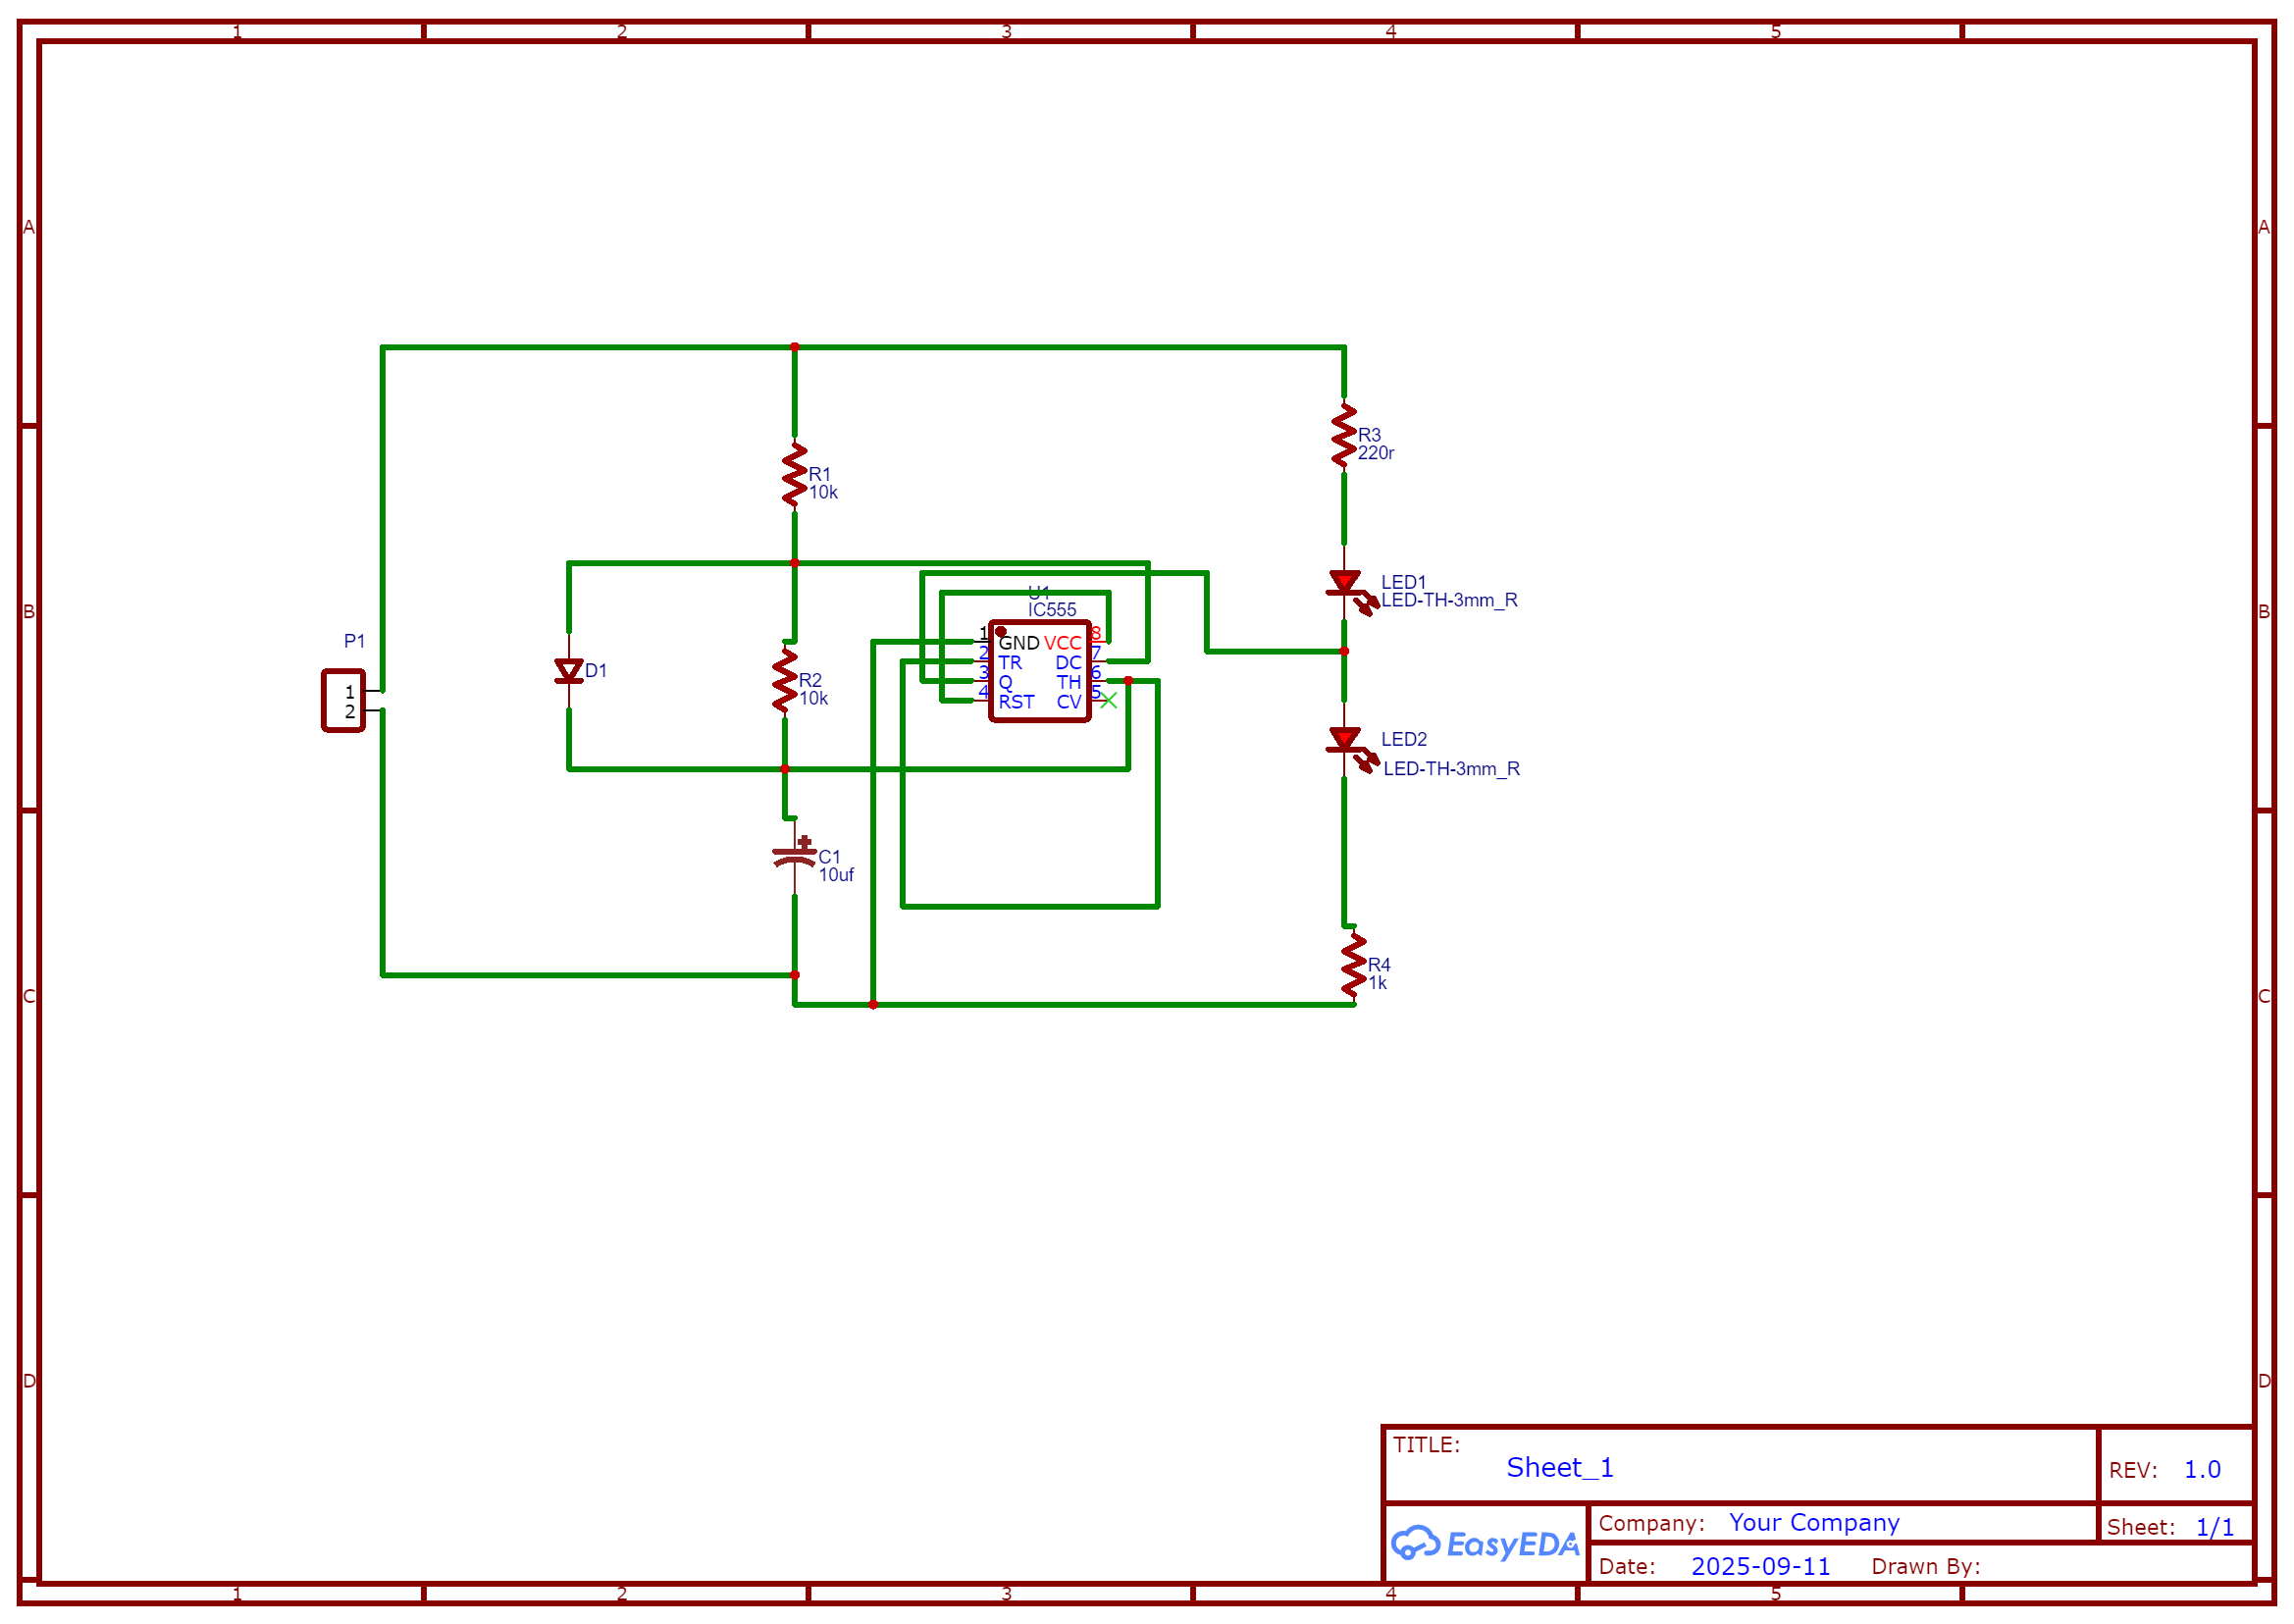 1 2 3 4 5
A A
R3
220r
R1
10k
LED1
LED-TH-3mm_R
U1
IC555
B B
P1
1 GND VCC 8
2 TR DC 7
3 Q TH 6
4 RST CV 5
D1
R2
10k
1
2
LED2
LED-TH-3mm_R
C1
10uf
R4
1k
C C
D D
TITLE:
Sheet_1
REV: 1.0
EasyEDA
Company: Your Company
Sheet: 1/1
Date: 2025-09-11 Drawn By:
1 2 3 4 5